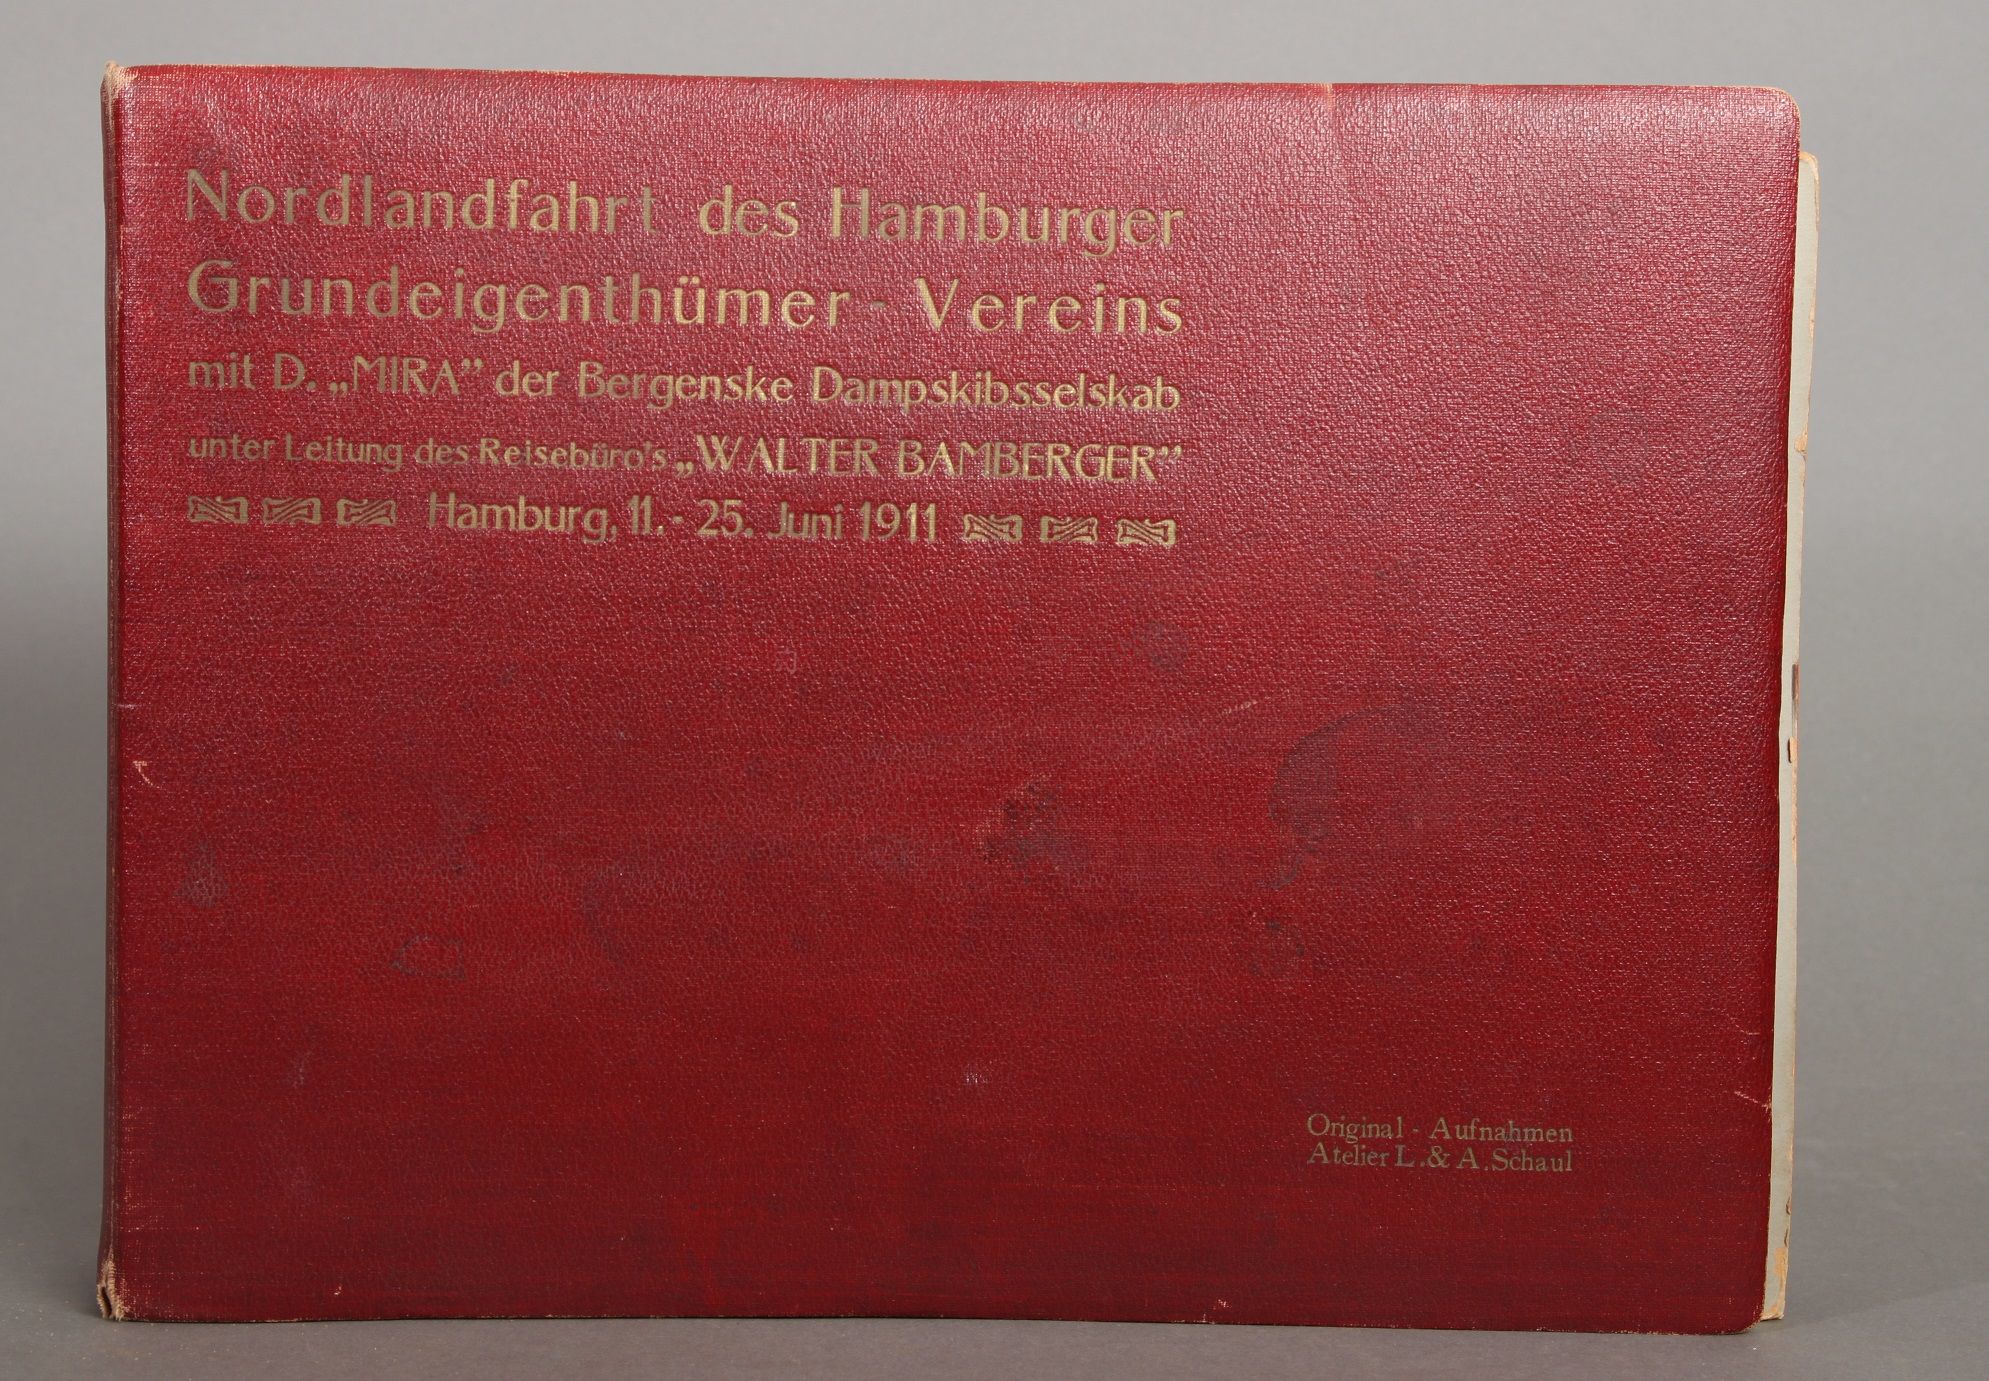 Nordlandfahrt des Hamburger
Grundeigenthümer - Vereins
mit D. „MIRA” der Bergenske Dampskibsselskab
unter Leitung des Reisebüro's „WALTER BAMBERGER”
Hamburg, 11.- 25. Juni 1911
Original - Aufnahmen
Atelier L. & A. Schaul